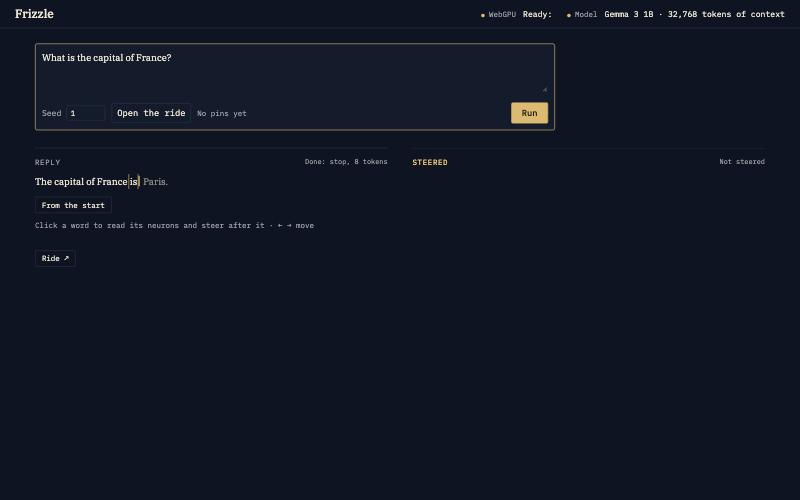 Frizzle
WebGPU Ready: Model Gemma 3 1B · 32,768 tokens of context
What is the capital of France?
Seed 1 Open the ride No pins yet Run
REPLY Done: stop, 8 tokens
The capital of France is Paris.
From the start
Click a word to read its neurons and steer after it · ← → move
Ride ↗
STEERED Not steered